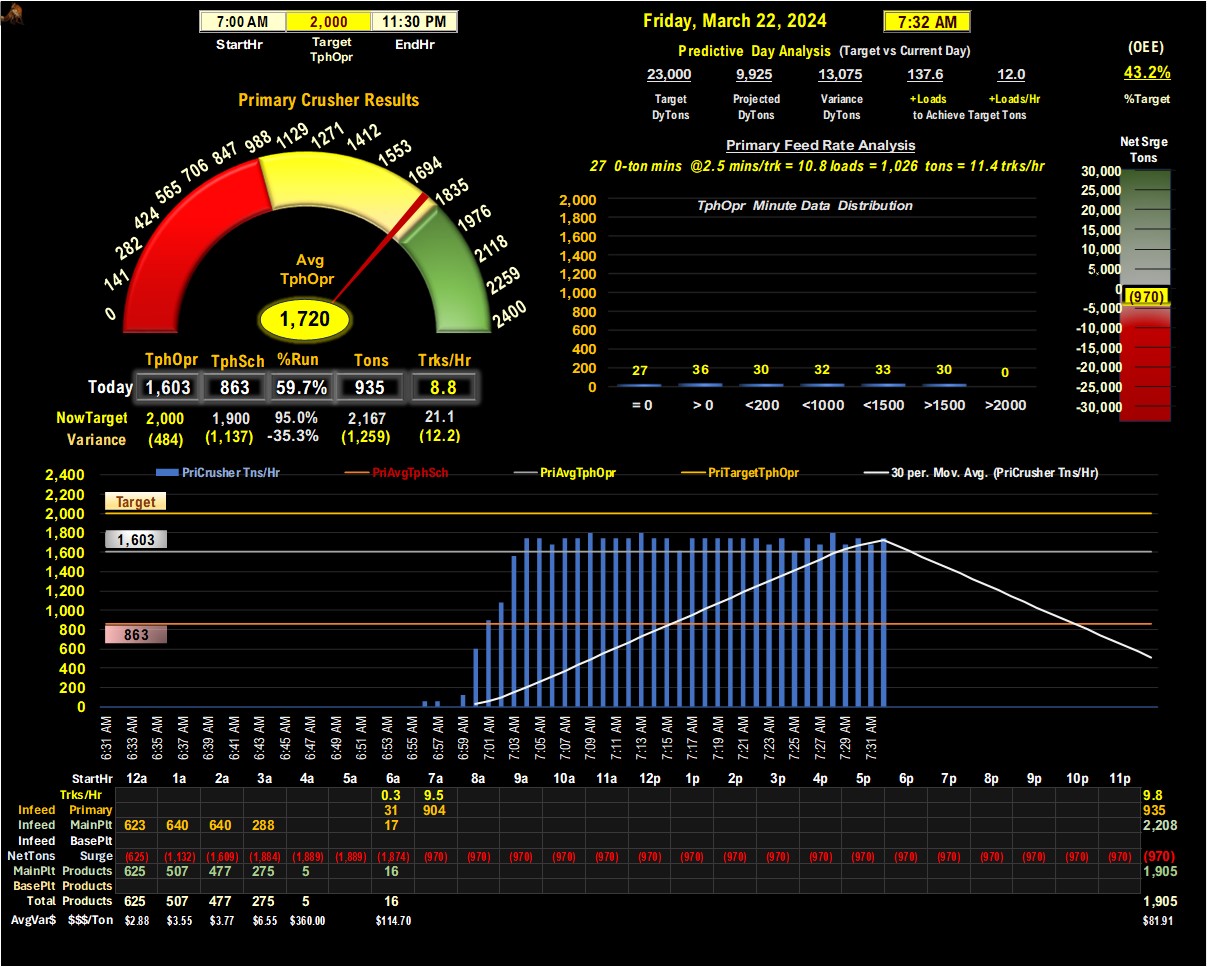 7:00 AM 2,000 11:30 PM
StartHr Target TphOpr EndHr
Friday, March 22, 2024 7:32 AM
Predictive Day Analysis (Target vs Current Day)
(OEE)
23,000 9,925 13,075 137.6 12.0
43.2%
Target Projected Variance +Loads +Loads/Hr
DyTons DyTons DyTons to Achieve Target Tons
%Target
Primary Crusher Results
0 141 282 424 565 706 847 988 1129 1271 1412 1553 1694 1835 1976 2118 2259 2400
Avg
TphOpr
1,720
Primary Feed Rate Analysis
27 0-ton mins @2.5 mins/trk = 10.8 loads = 1,026 tons = 11.4 trks/hr
TphOpr Minute Data Distribution
2,000
1,800
1,600
1,400
1,200
1,000
800
600
400
200
0
27 36 30 32 33 30 0
= 0 > 0 <200 <1000 <1500 >1500 >2000
Net Srge
Tons
30,000
25,000
20,000
15,000
10,000
5,000
0
(970)
-5,000
-10,000
-15,000
-20,000
-25,000
-30,000
TphOpr TphSch %Run Tons Trks/Hr
Today 1,603 863 59.7% 935 8.8
NowTarget 2,000 1,900 95.0% 2,167 21.1
Variance (484) (1,137) -35.3% (1,259) (12.2)
PriCrusher Tns/Hr PriAvgTphSch PriAvgTphOpr PriTargetTphOpr 30 per. Mov. Avg. (PriCrusher Tns/Hr)
2,400
2,200
2,000
1,800
1,600
1,400
1,200
1,000
800
600
400
200
0
Target
1,603
863
6:31 AM 6:33 AM 6:35 AM 6:37 AM 6:39 AM 6:41 AM 6:43 AM 6:45 AM 6:47 AM 6:49 AM 6:51 AM 6:53 AM 6:55 AM 6:57 AM 6:59 AM 7:01 AM 7:03 AM 7:05 AM 7:07 AM 7:09 AM 7:11 AM 7:13 AM 7:15 AM 7:17 AM 7:19 AM 7:21 AM 7:23 AM 7:25 AM 7:27 AM 7:29 AM 7:31 AM
StartHr 12a 1a 2a 3a 4a 5a 6a 7a 8a 9a 10a 11a 12p 1p 2p 3p 4p 5p 6p 7p 8p 9p 10p 11p
Trks/Hr 0.3 9.5 9.8
Infeed Primary 31 904 935
Infeed MainPlt 623 640 640 288 17 2,208
Infeed BasePlt
NetTons Surge (625) (1,132) (1,609) (1,884) (1,889) (1,889) (1,874) (970) (970) (970) (970) (970) (970) (970) (970) (970) (970) (970) (970) (970) (970) (970) (970) (970) (970)
MainPlt Products 625 507 477 275 5 16 1,905
BasePlt Products
Total Products 625 507 477 275 5 16 1,905
AvgVar$ $$$/Ton $2.88 $3.55 $3.77 $6.55 $360.00 $114.70 $81.91